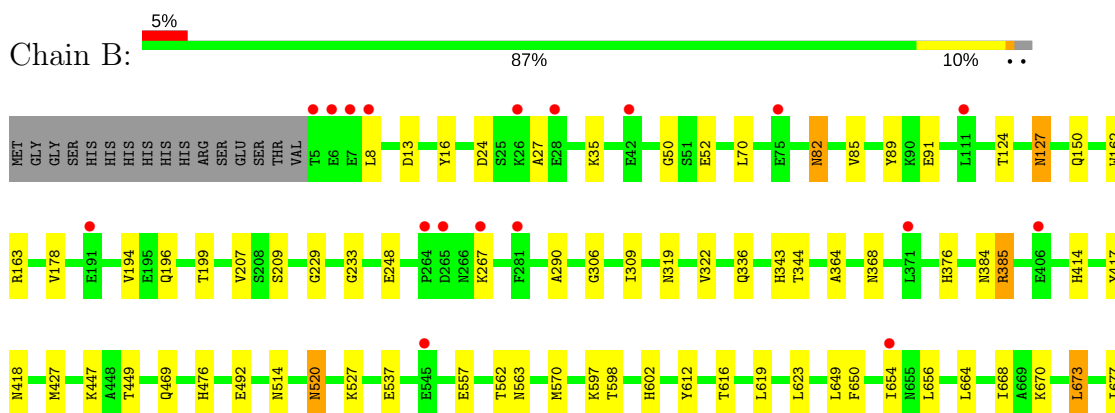 5%
Chain B:
87% 10% • •
MET GLY GLY SER HIS HIS HIS HIS HIS HIS ARG SER GLU SER THR VAL T5 E6 E7 L8 D13 Y16 D24 S25 K26 A27 E28 K35 E42 G50 S51 E52 L70 E75 N82 V85 Y89 K90 E91 L111 T124 N127 Q150
R163 V178 E191 V194 E195 Q196 T199 V207 S208 S209 G229 G233 E248 P264 D265 N266 K267 F281 A290 G306 I309 N319 V322 Q336 H343 T344 A364 N368 L371 H376 N384 R385 E406 H414
N418 M427 K447 A448 T449 Q469 H476 E492 N514 N520 K527 E537 E545 E557 T562 N563 M570 K597 T598 H602 Y612 T616 L619 L623 L649 F650 I654 N655 L656 L664 I668 A669 K670 L673